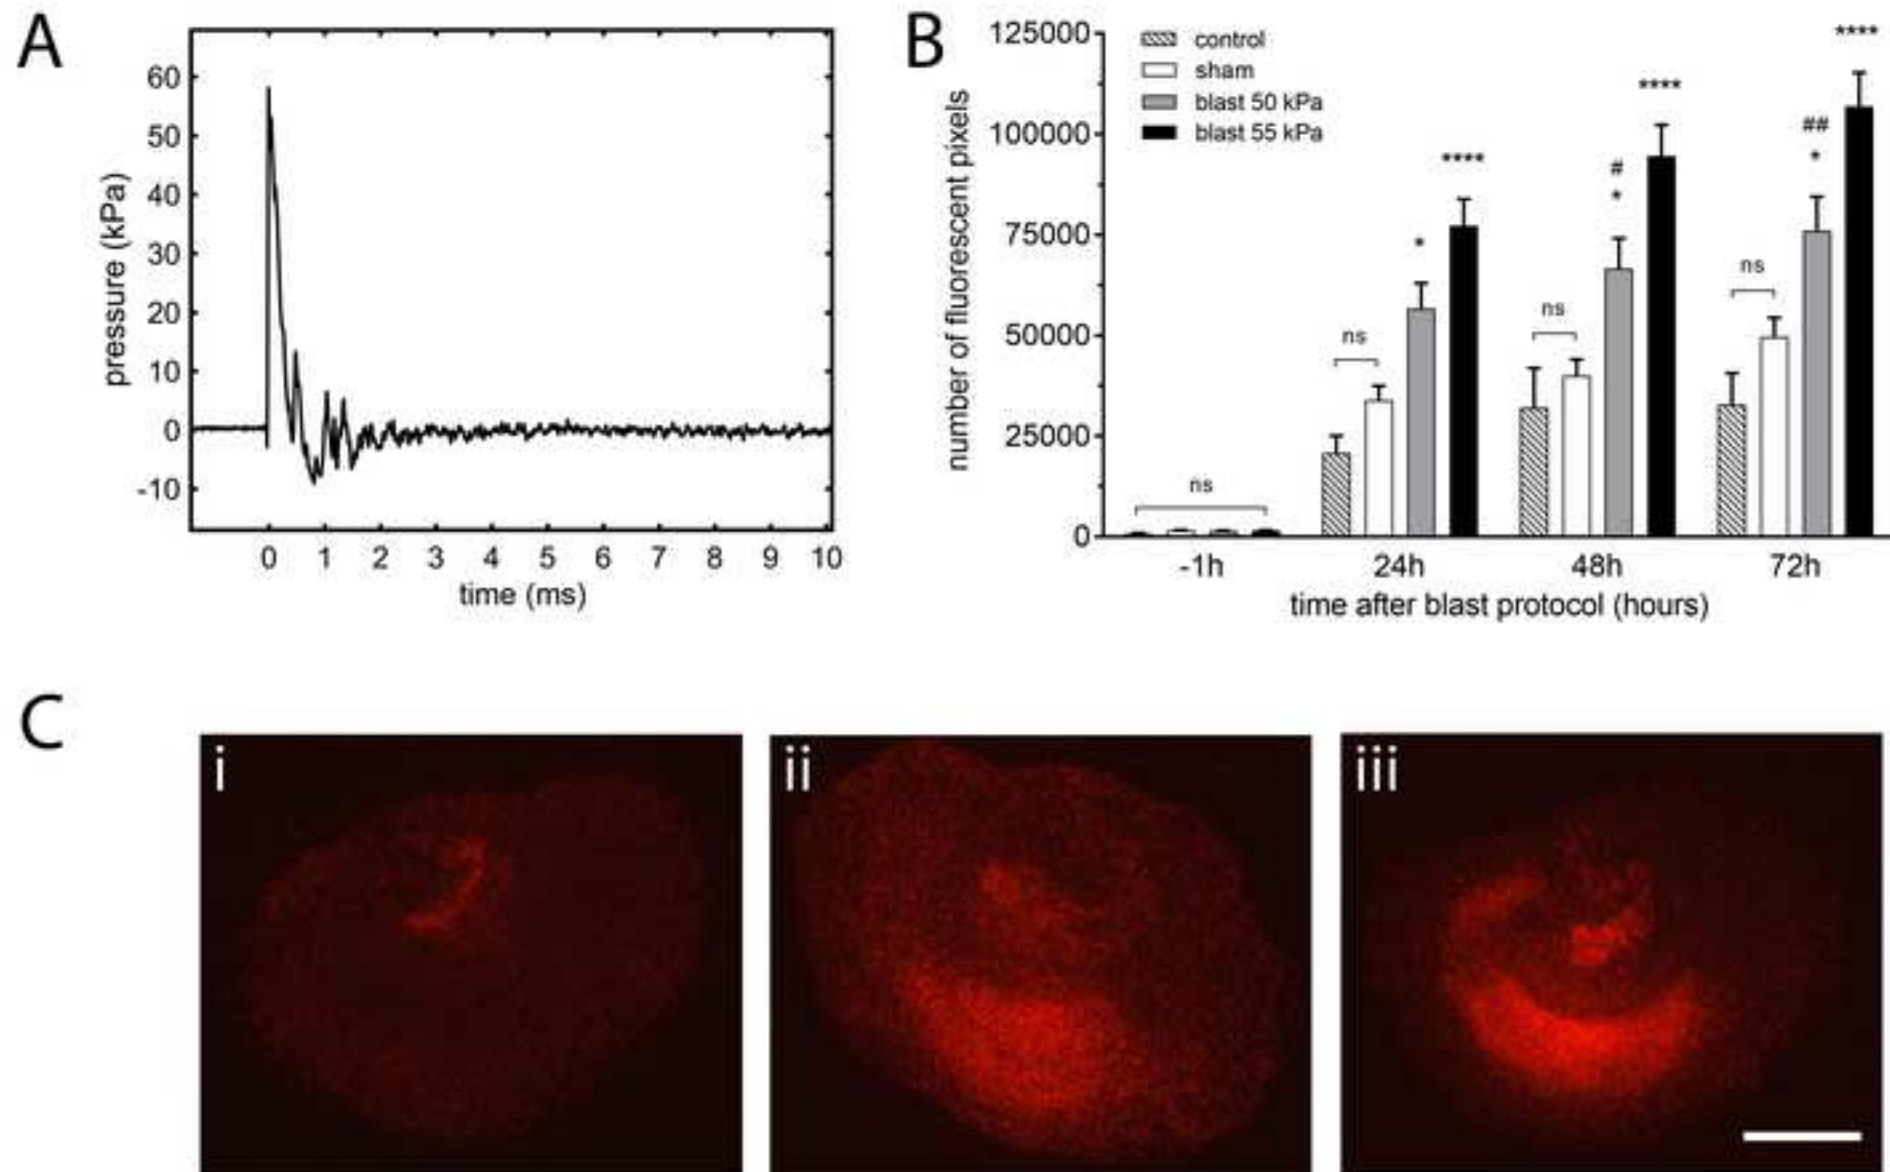 A
pressure (kPa)
60
50
40
30
20
10
0
-10
0 1 2 3 4 5 6 7 8 9 10
time (ms)
B
number of fluorescent pixels
125000
100000
75000
50000
25000
0
control
sham
blast 50 kPa
blast 55 kPa
ns
ns
*
****
ns
#
*
****
ns
##
*
****
-1h 24h 48h 72h
time after blast protocol (hours)
C
i
ii
iii